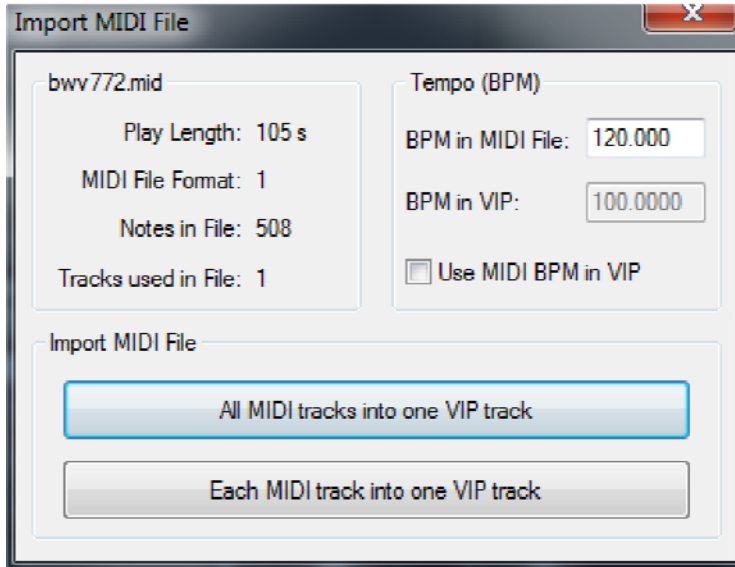 Import MIDI File
bwv772.mid
Play Length: 105 s
MIDI File Format: 1
Notes in File: 508
Tracks used in File: 1
Tempo (BPM)
BPM in MIDI File: 120.000
BPM in VIP: 100.0000
Use MIDI BPM in VIP
Import MIDI File
All MIDI tracks into one VIP track
Each MIDI track into one VIP track